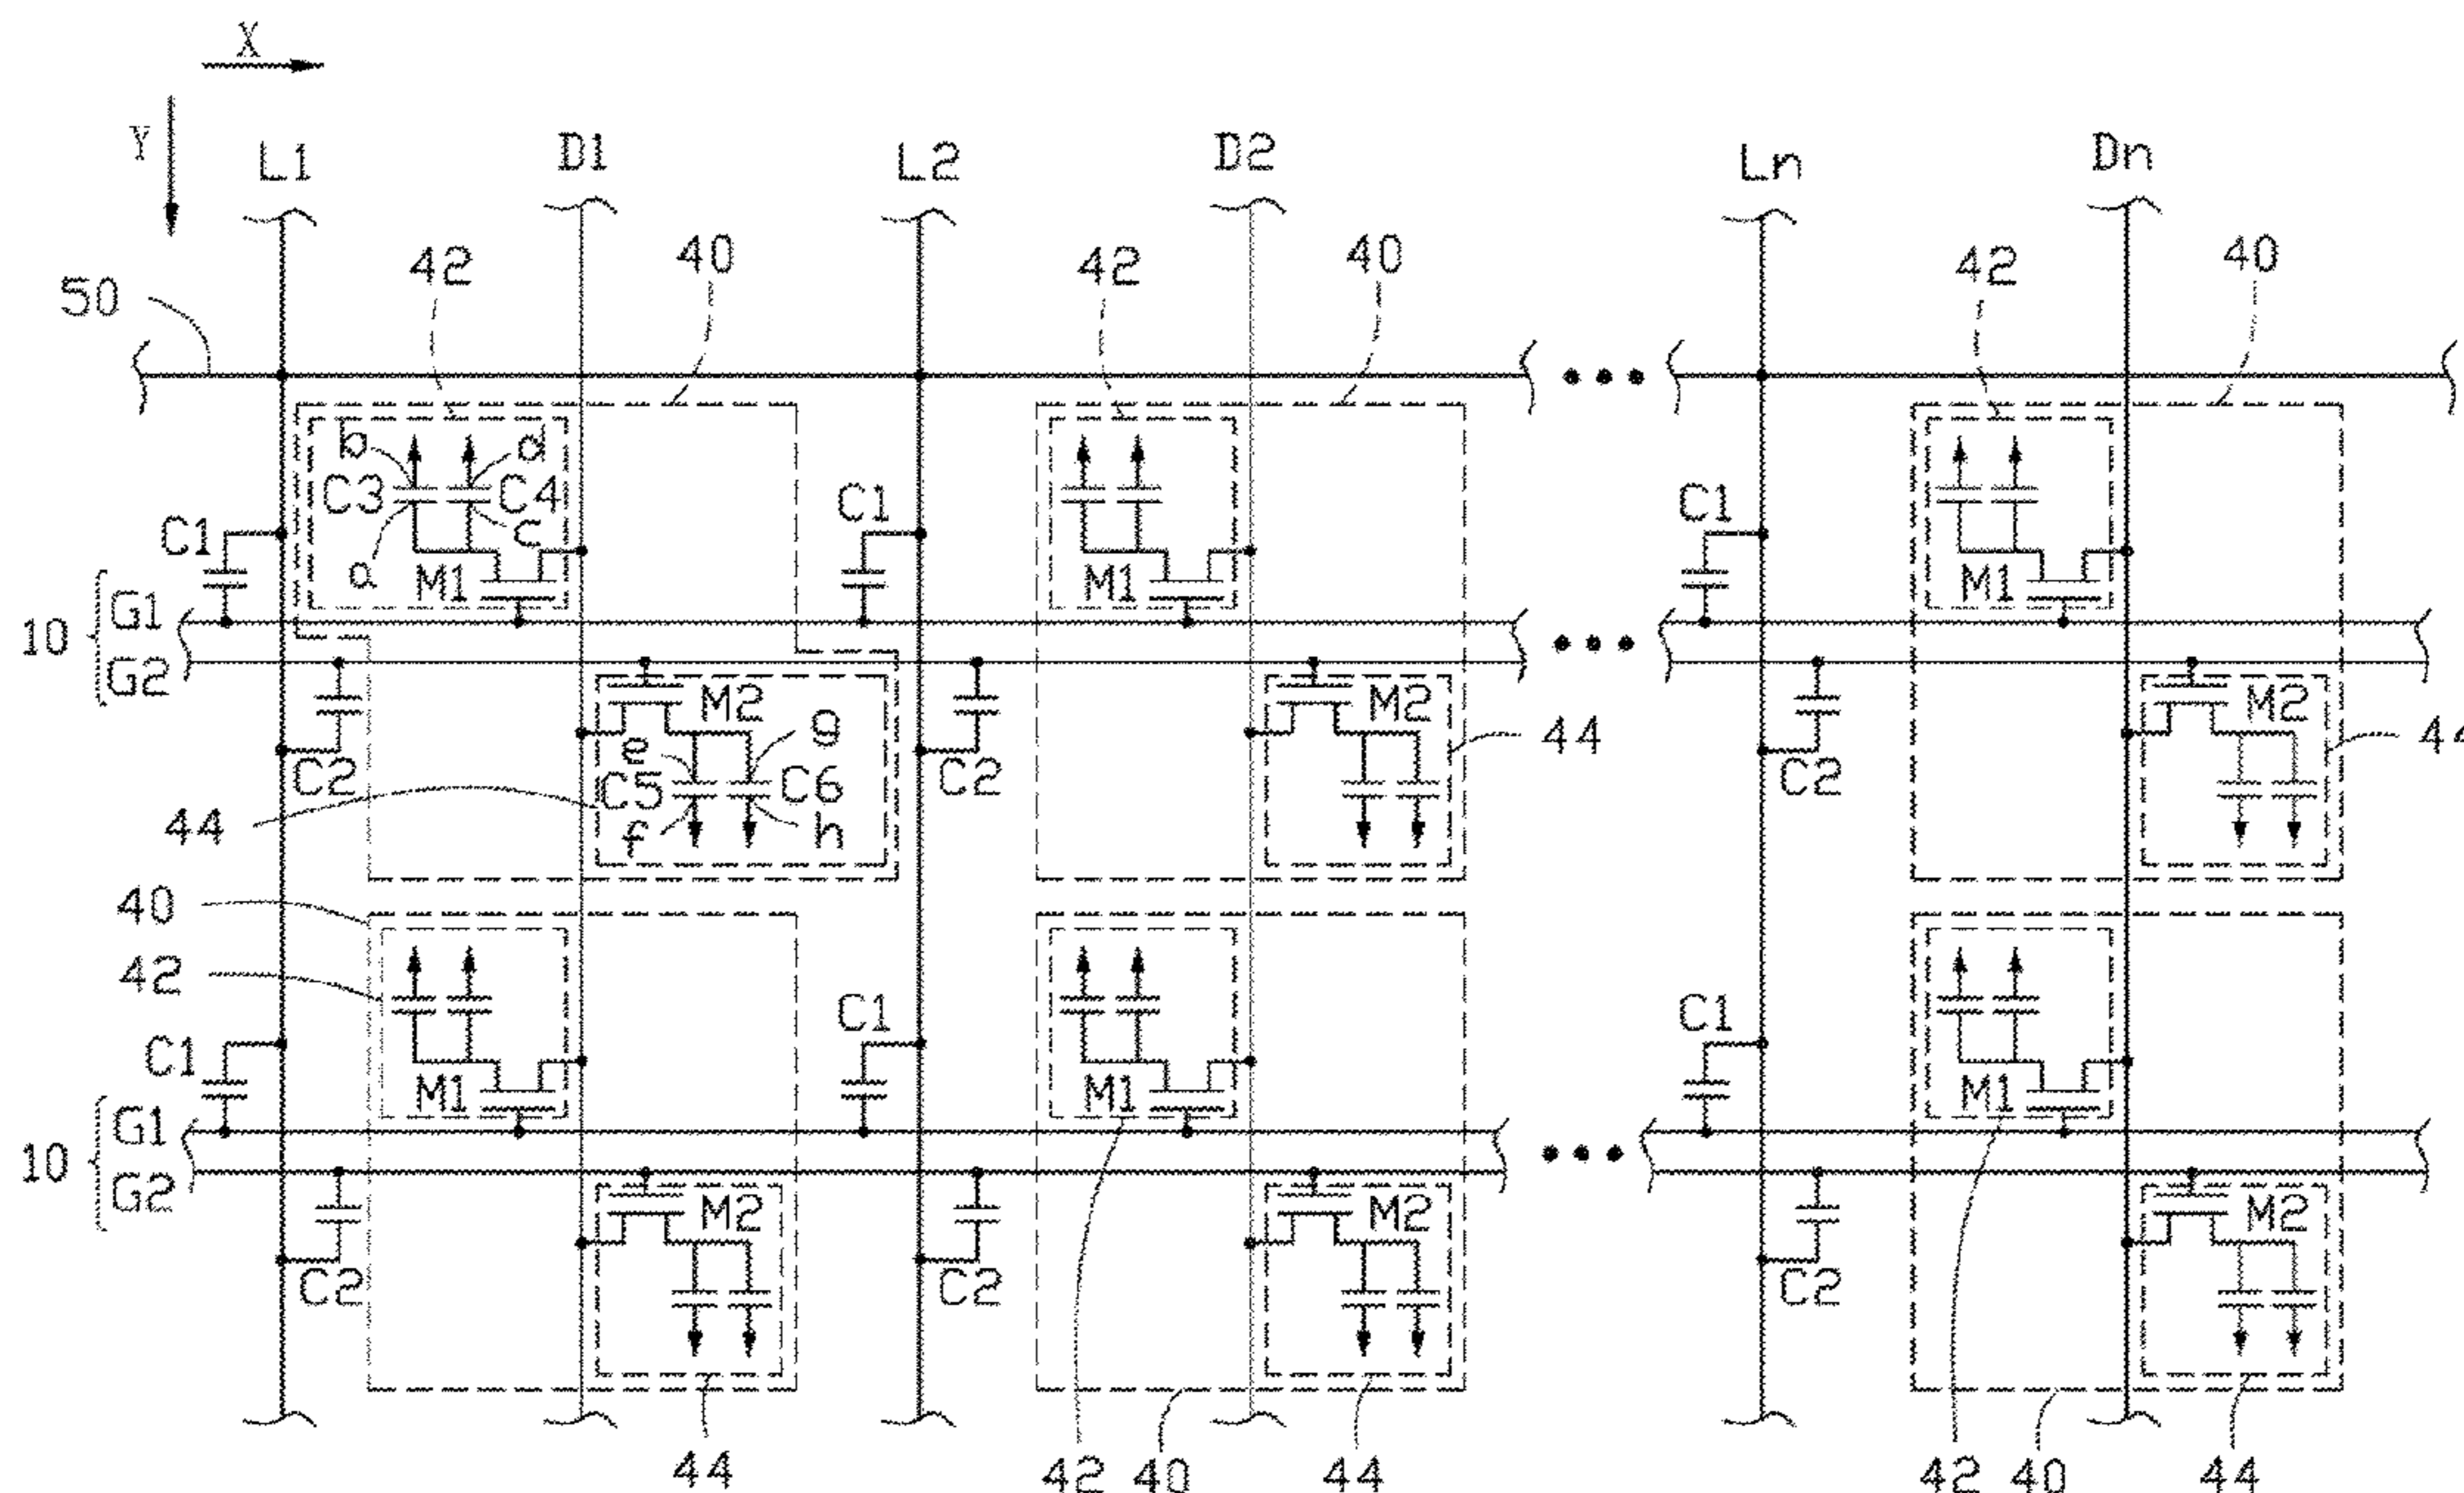 X
Y
L1 D1 L2 D2 Ln Dn
50 42 40 42 40 42 40
b d
C3 C4 C1 C1
C1 a c
M1 M1 M1
10 G1
G2
M2 M2 M2
e g 44 44
C2 C5 C6 C2 C2
44 f h
40
42
C1 C1 C1
M1 M1 M1
10 G1
G2
M2 M2 M2
C2 C2 C2
44 42 40 44 42 40 44